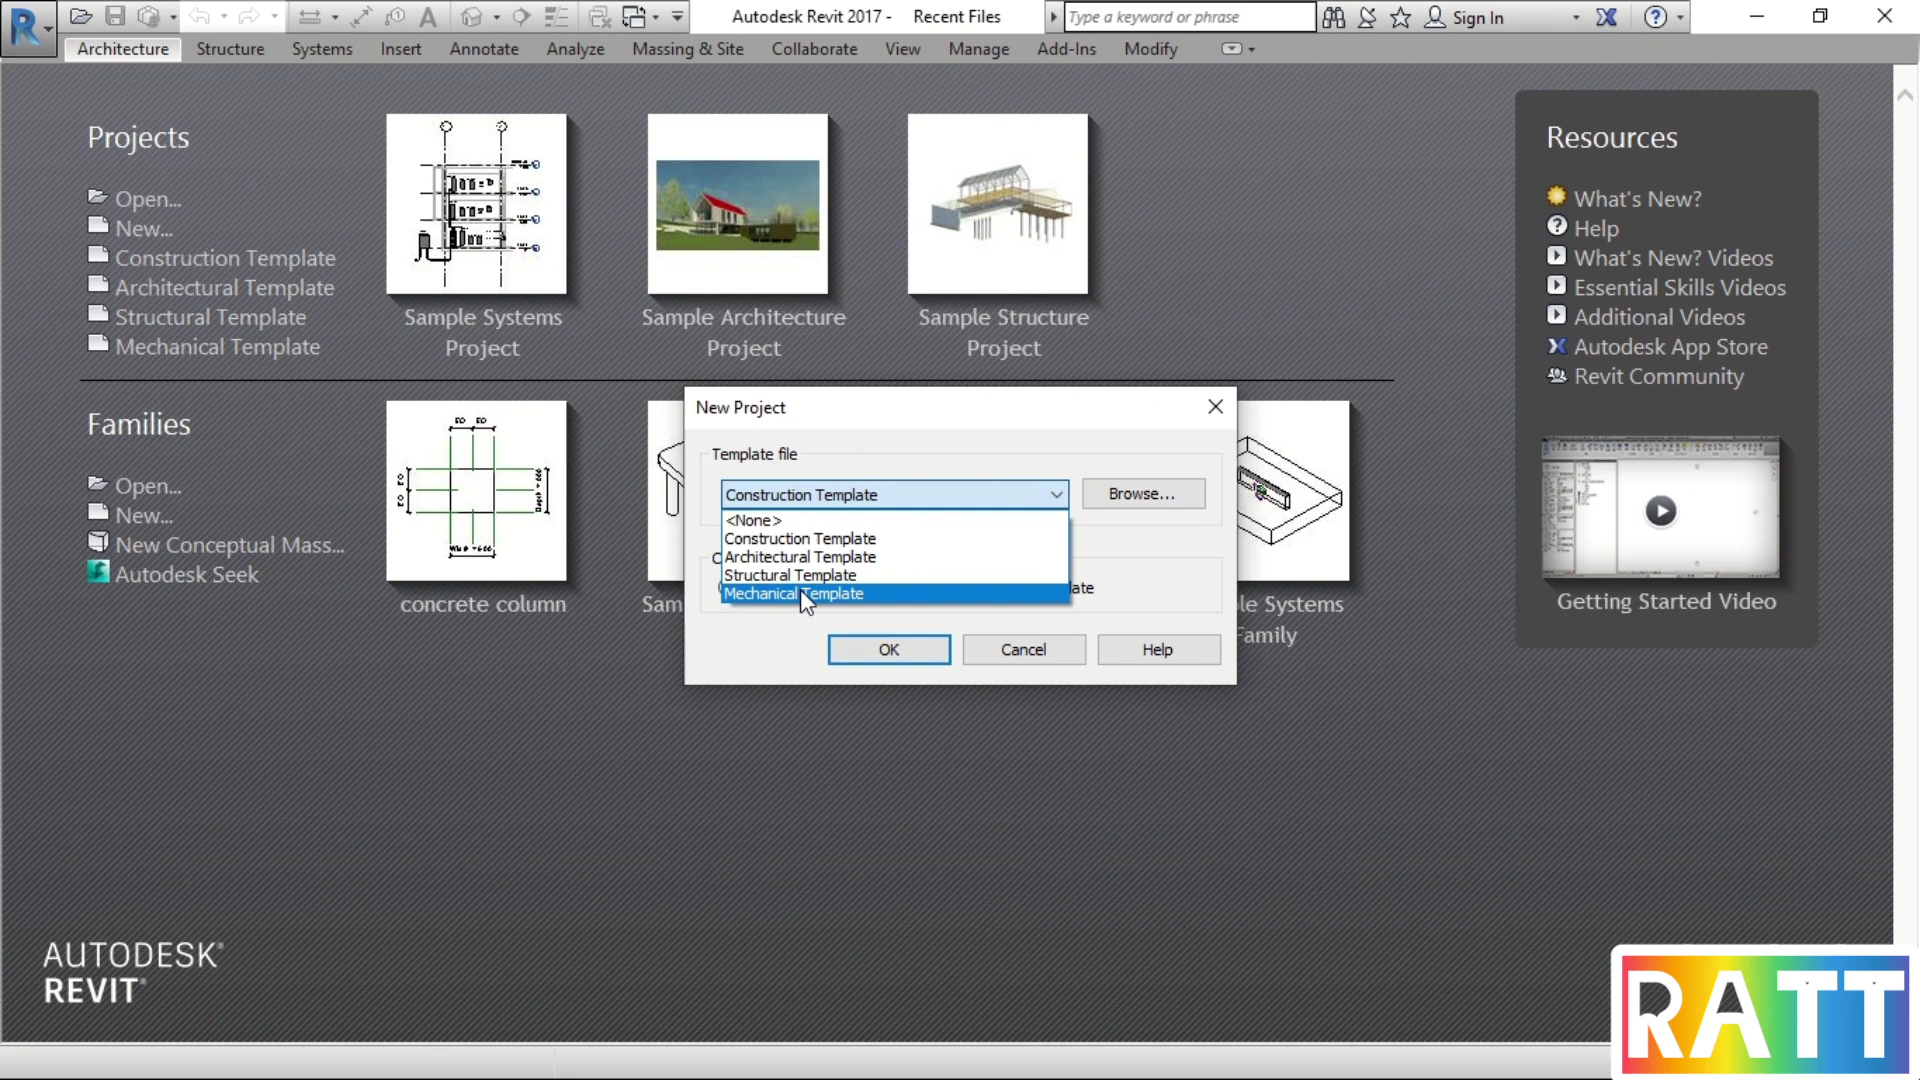 Autodesk Revit 2017 - Recent Files
Type a keyword or phrase
Sign In
Architecture
Structure
Systems
Insert
Annotate
Analyze
Massing & Site
Collaborate
View
Manage
Add-Ins
Modify
Projects
Open...
New...
Construction Template
Architectural Template
Structural Template
Mechanical Template
Sample Systems
Project
Sample Architecture
Project
Sample Structure
Project
Resources
What's New?
Help
What's New? Videos
Essential Skills Videos
Additional Videos
Autodesk App Store
Revit Community
Getting Started Video
Families
Open...
New...
New Conceptual Mass...
Autodesk Seek
concrete column
Sam
le Systems
Family
New Project
Template file
Construction Template
Browse...
<None>
Construction Template
Architectural Template
Structural Template
Mechanical Template
late
OK
Cancel
Help
AUTODESK®
REVIT®
RATT